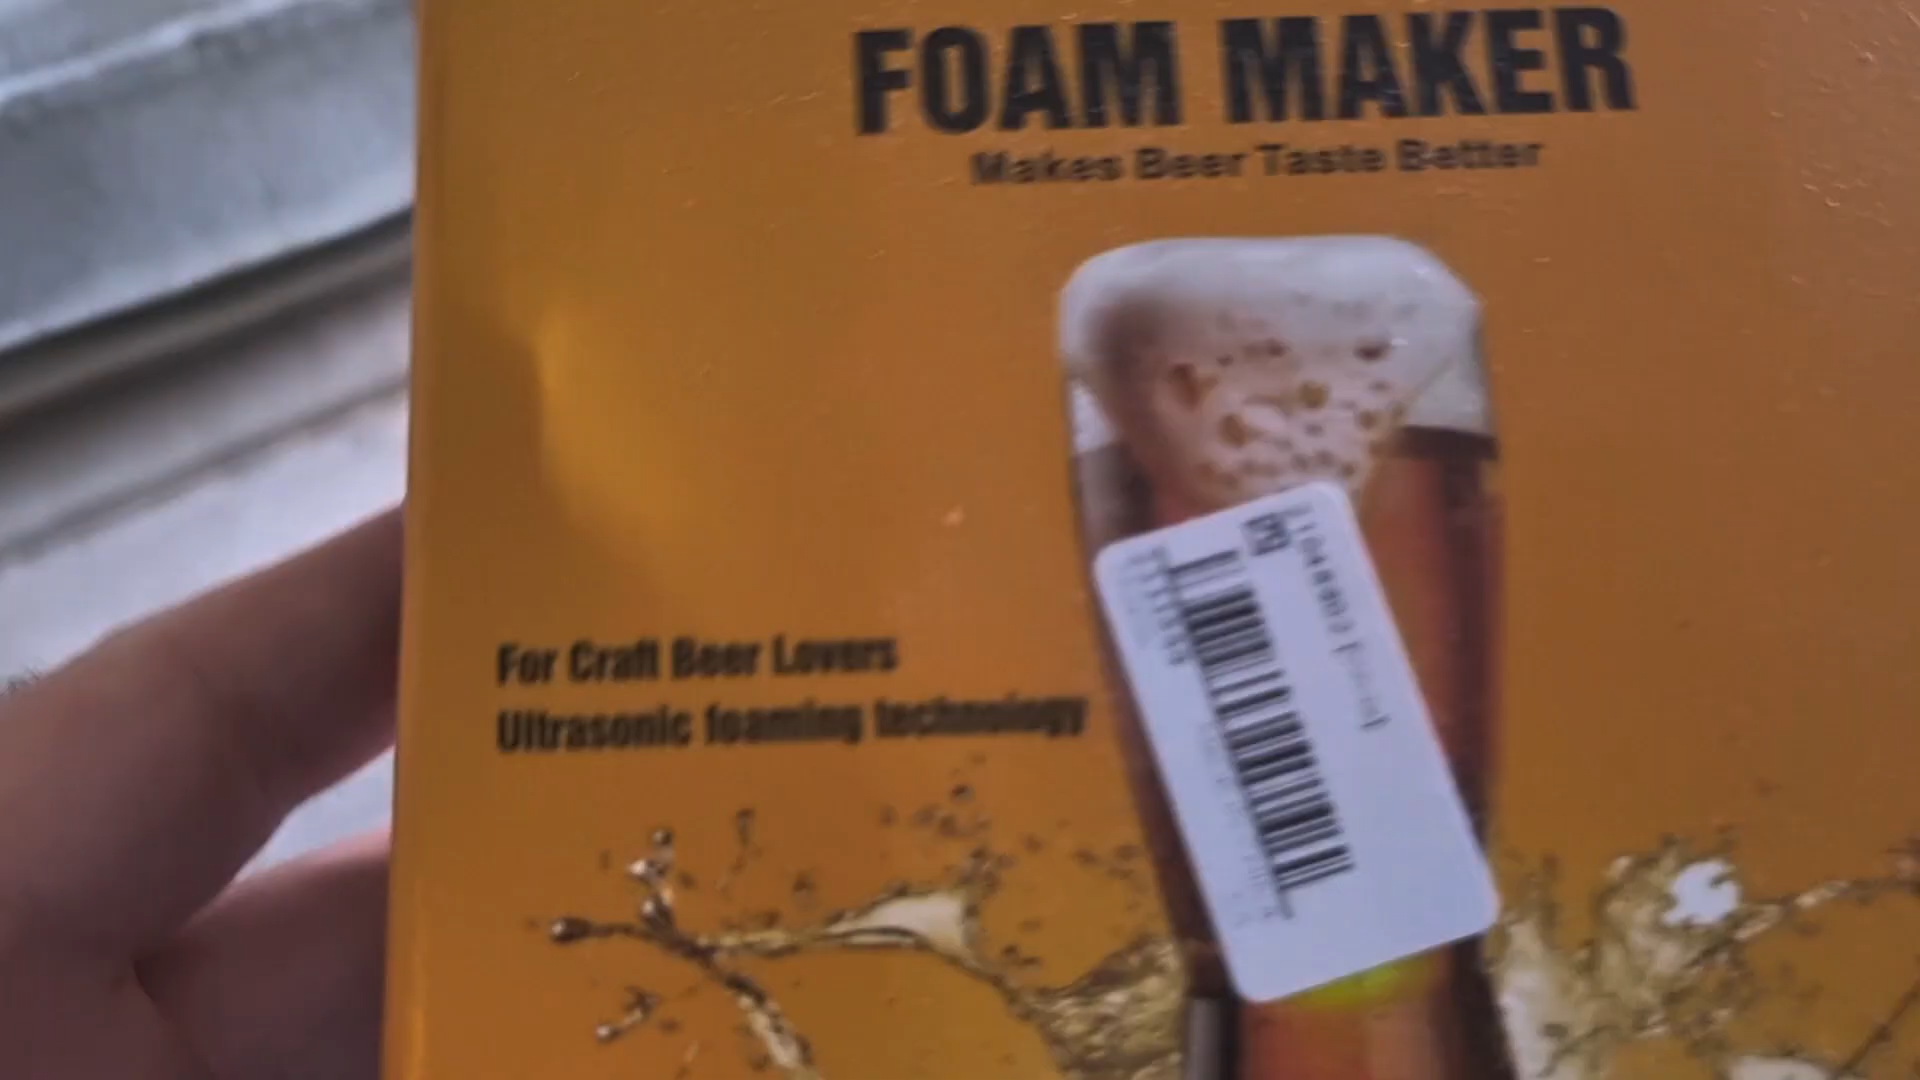 FOAM MAKER
Makes Beer Taste Better
For Craft Beer Lovers
Ultrasonic foaming technology